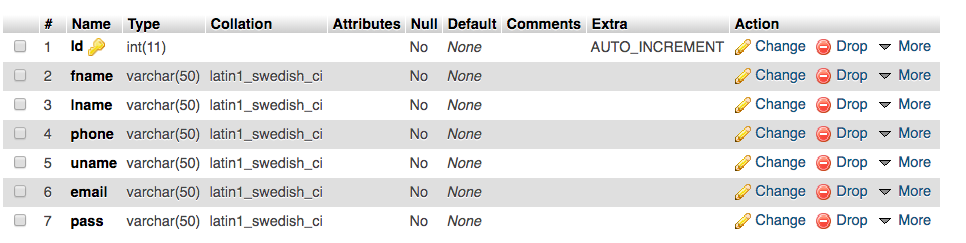 # Name Type Collation Attributes Null Default Comments Extra Action
1 Id int(11) No None AUTO_INCREMENT Change Drop More
2 fname varchar(50) latin1_swedish_ci No None Change Drop More
3 lname varchar(50) latin1_swedish_ci No None Change Drop More
4 phone varchar(50) latin1_swedish_ci No None Change Drop More
5 uname varchar(50) latin1_swedish_ci No None Change Drop More
6 email varchar(50) latin1_swedish_ci No None Change Drop More
7 pass varchar(50) latin1_swedish_ci No None Change Drop More